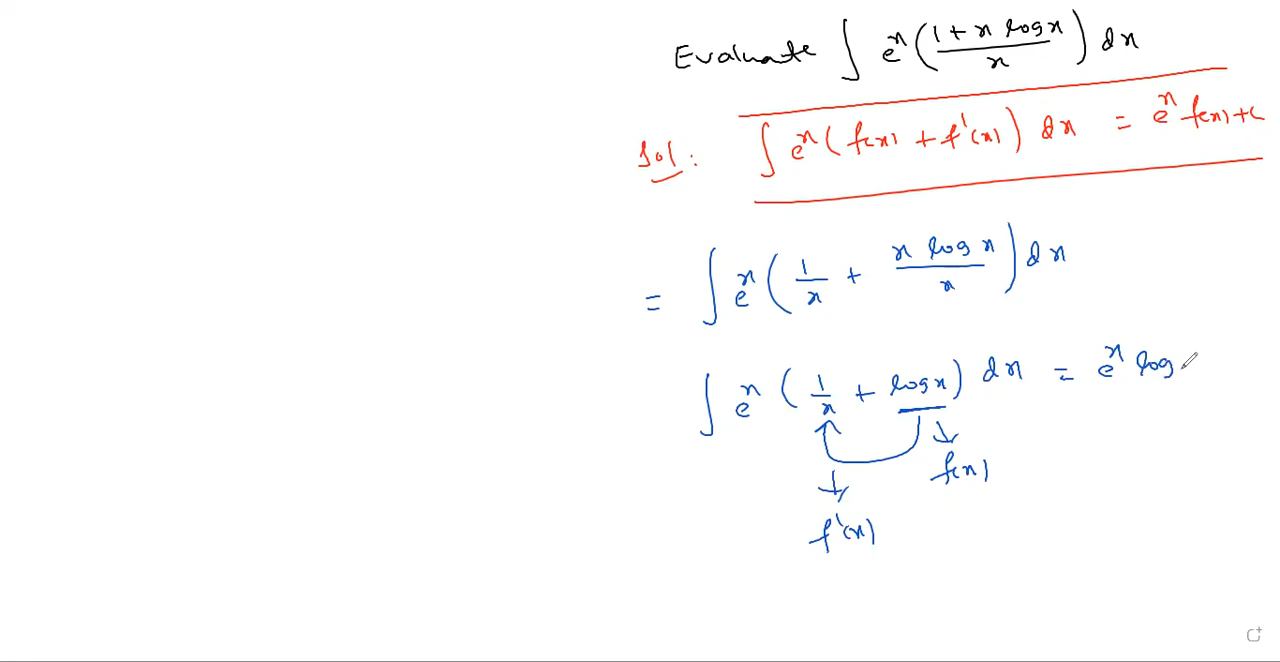 Evaluate ∫ eˣ ( (1 + x log x) / x ) dx
Sol : ∫ eˣ ( f(x) + f'(x) ) dx = eˣ f(x) + c
= ∫ eˣ ( 1/x + (x log x)/x ) dx
∫ eˣ ( 1/x + log x ) dx = eˣ log
f(x)
f'(x)